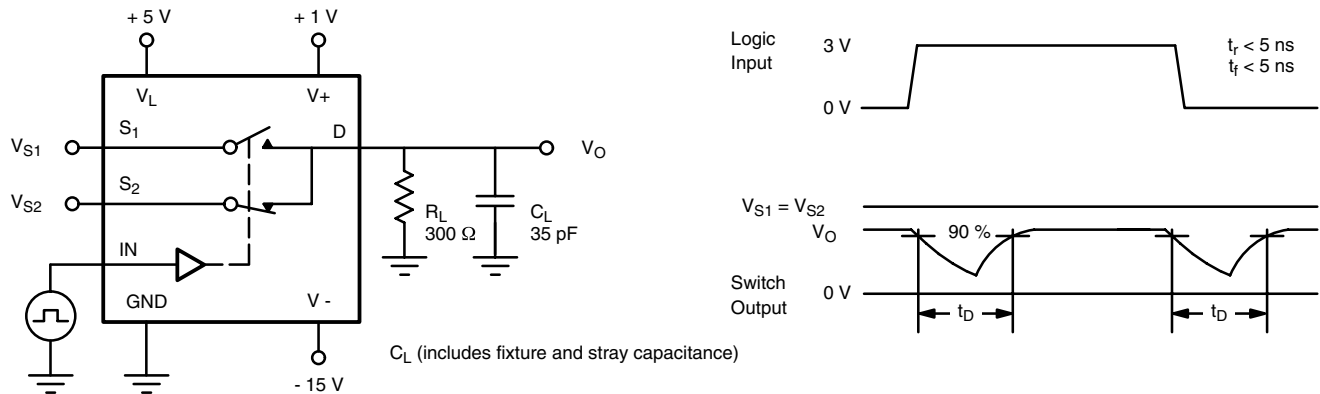 + 5 V
+ 1 V
V_L
V+
S_1
D
V_S1
V_O
S_2
V_S2
R_L
300 Ω
C_L
35 pF
IN
GND
V -
- 15 V
C_L (includes fixture and stray capacitance)
Logic
Input
3 V
0 V
t_r < 5 ns
t_f < 5 ns
V_S1 = V_S2
V_O
90 %
Switch
Output
0 V
t_D
t_D